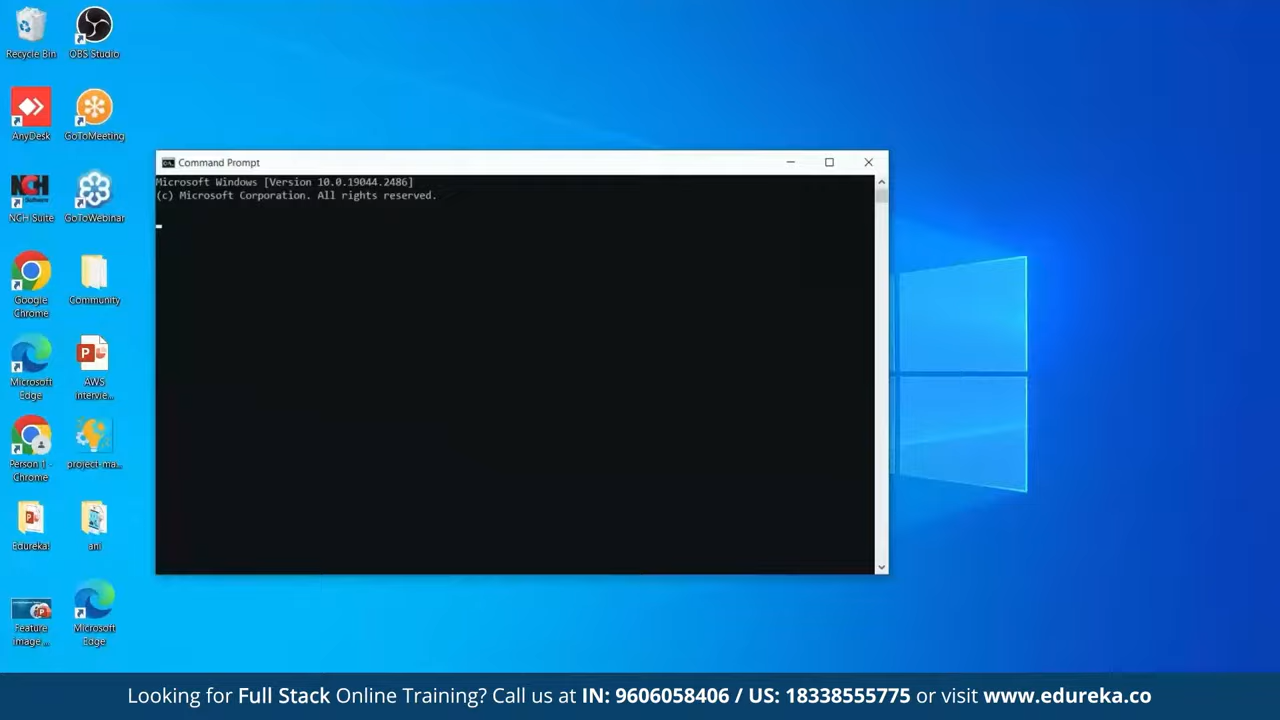 Recycle Bin
OBS Studio
AnyDesk
GoToMeeting
NCH
Software
NCH Suite
GoToWebinar
Google
Chrome
Community
Microsoft
Edge
AWS
Intervie...
Person 1 -
Chrome
project-ma...
Edureka!
ani
Feature
Image ...
Microsoft
Edge
Command Prompt
Microsoft Windows [Version 10.0.19044.2486]
(c) Microsoft Corporation. All rights reserved.
Looking for Full Stack Online Training? Call us at IN: 9606058406 / US: 18338555775 or visit www.edureka.co